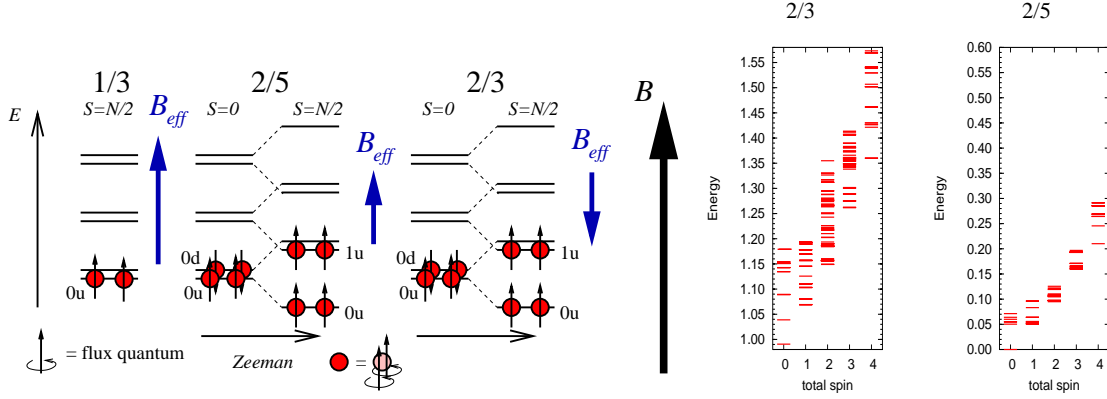 1/3
S=N/2
B_eff
E
0u
2/5
S=0
S=N/2
B_eff
0d
0u
1u
0u
2/3
S=0
S=N/2
B_eff
0d
0u
1u
0u
B
= flux quantum
Zeeman
=
2/3
Energy
1.55
1.50
1.45
1.40
1.35
1.30
1.25
1.20
1.15
1.10
1.05
1.00
0 1 2 3 4
total spin
2/5
Energy
0.60
0.55
0.50
0.45
0.40
0.35
0.30
0.25
0.20
0.15
0.10
0.05
0.00
0 1 2 3 4
total spin